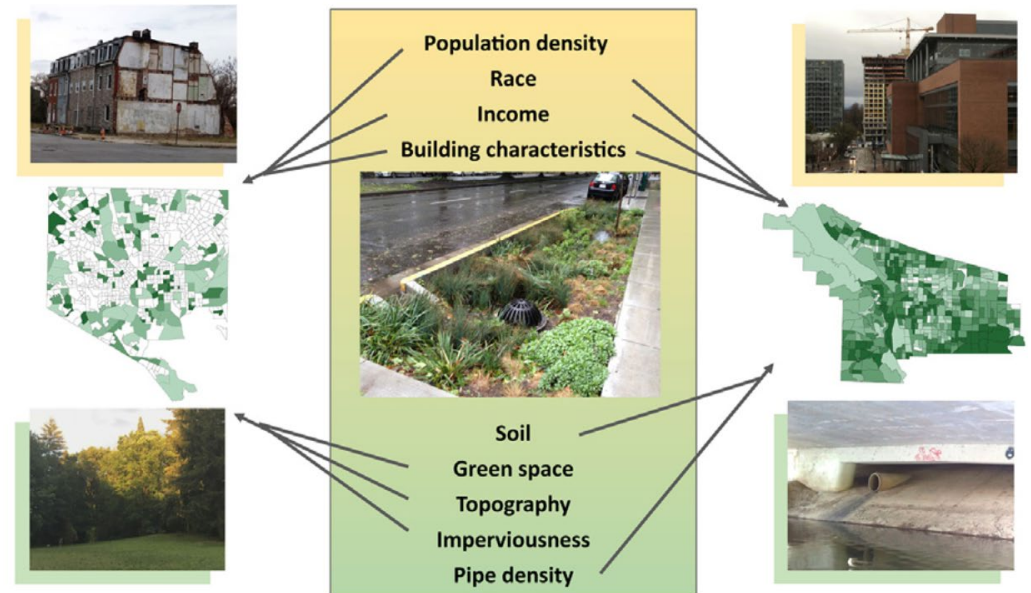 Population density
Race
Income
Building characteristics
Soil
Green space
Topography
Imperviousness
Pipe density